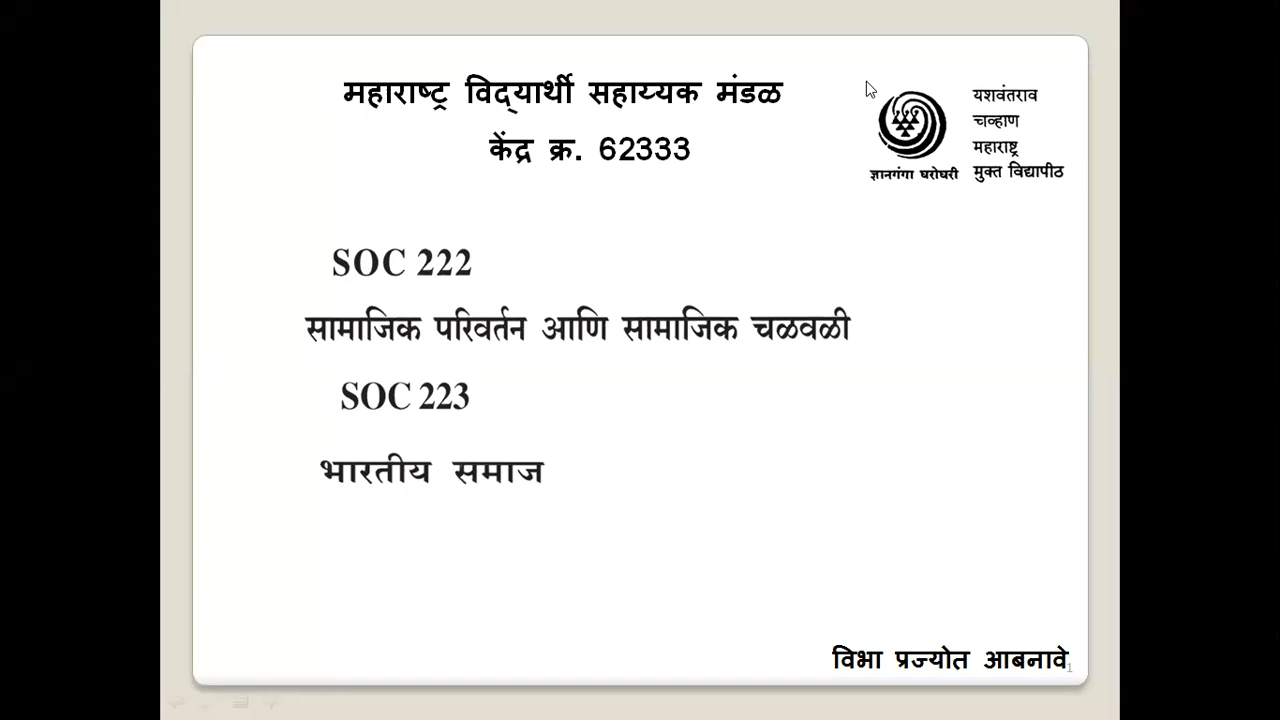 महाराष्ट्र विद्‌यार्थी सहाय्यक मंडळ
केंद्र क्र. 62333
यशवंतराव
चव्हाण
महाराष्ट्र
मुक्त विद्यापीठ
ज्ञानगंगा घरोघरी
SOC 222
सामाजिक परिवर्तन आणि सामाजिक चळवळी
SOC 223
भारतीय समाज
विभा प्रज्योत आबनावे
1